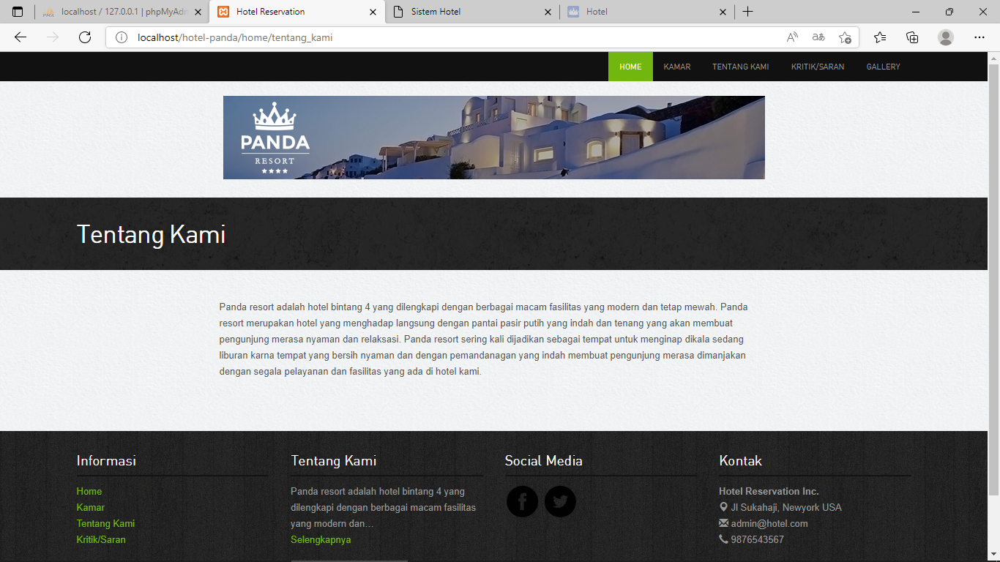 localhost / 127.0.0.1 | phpMyAdm
Hotel Reservation
Sistem Hotel
Hotel
localhost/hotel-panda/home/tentang_kami
HOME
KAMAR
TENTANG KAMI
KRITIK/SARAN
GALLERY
PANDA
RESORT
Tentang Kami
Panda resort adalah hotel bintang 4 yang dilengkapi dengan berbagai macam fasilitas yang modern dan tetap mewah. Panda
resort merupakan hotel yang menghadap langsung dengan pantai pasir putih yang indah dan tenang yang akan membuat
pengunjung merasa nyaman dan relaksasi. Panda resort sering kali dijadikan sebagai tempat untuk menginap dikala sedang
liburan karna tempat yang bersih nyaman dan dengan pemandanagan yang indah membuat pengunjung merasa dimanjakan
dengan segala pelayanan dan fasilitas yang ada di hotel kami.
Informasi
Home
Kamar
Tentang Kami
Kritik/Saran
Tentang Kami
Panda resort adalah hotel bintang 4 yang
dilengkapi dengan berbagai macam fasilitas
yang modern dan...
Selengkapnya
Social Media
Kontak
Hotel Reservation Inc.
Jl Sukahaji, Newyork USA
admin@hotel.com
9876543567